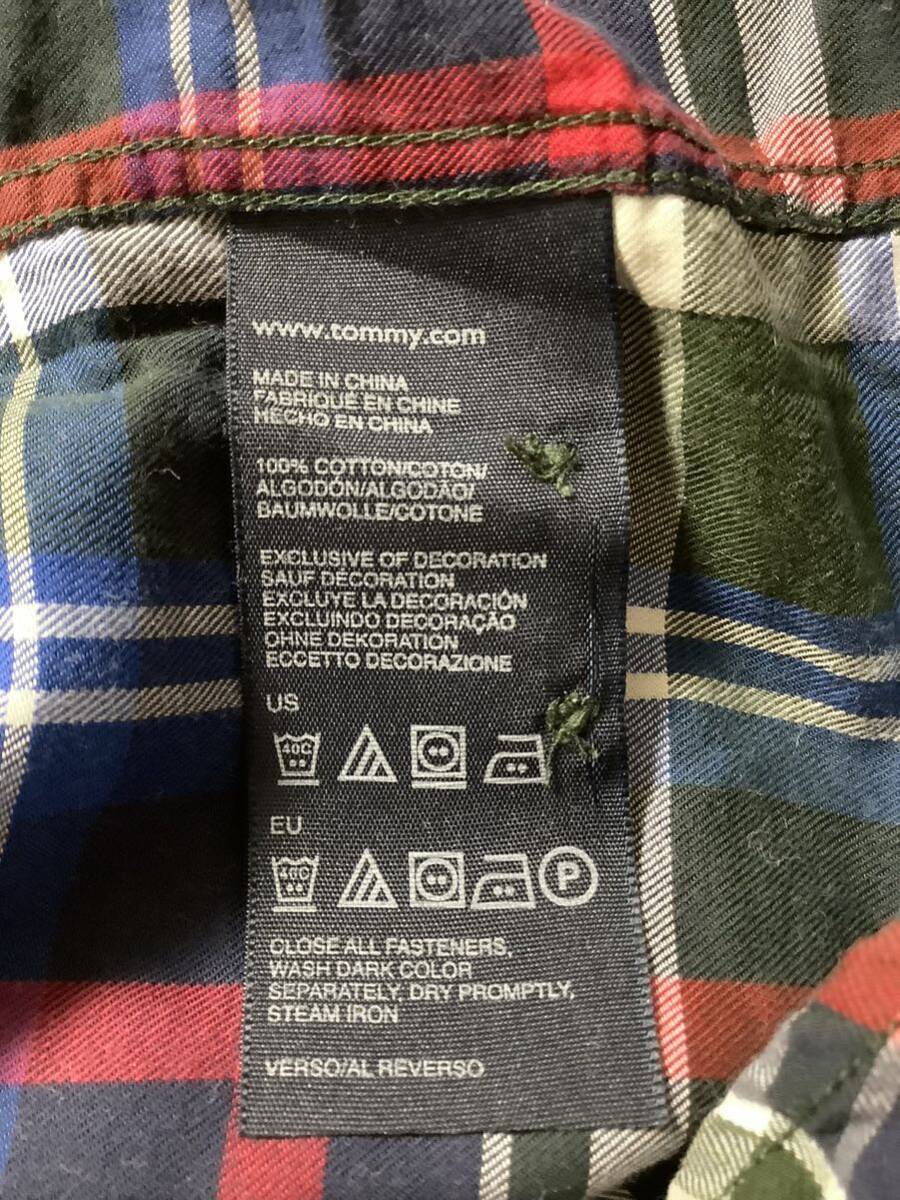 www.tommy.com
MADE IN CHINA
FABRIQUÉ EN CHINE
HECHO EN CHINA
100% COTTON/COTON/
ALGODÓN/ALGODÃO/
BAUMWOLLE/COTONE
EXCLUSIVE OF DECORATION
SAUF DÉCORATION
EXCLUYE LA DECORACIÓN
EXCLUINDO DECORAÇÃO
OHNE DEKORATION
ECCETTO DECORAZIONE
US
40C
EU
40C P
CLOSE ALL FASTENERS,
WASH DARK COLOR
SEPARATELY, DRY PROMPTLY,
STEAM IRON
VERSO/AL REVERSO